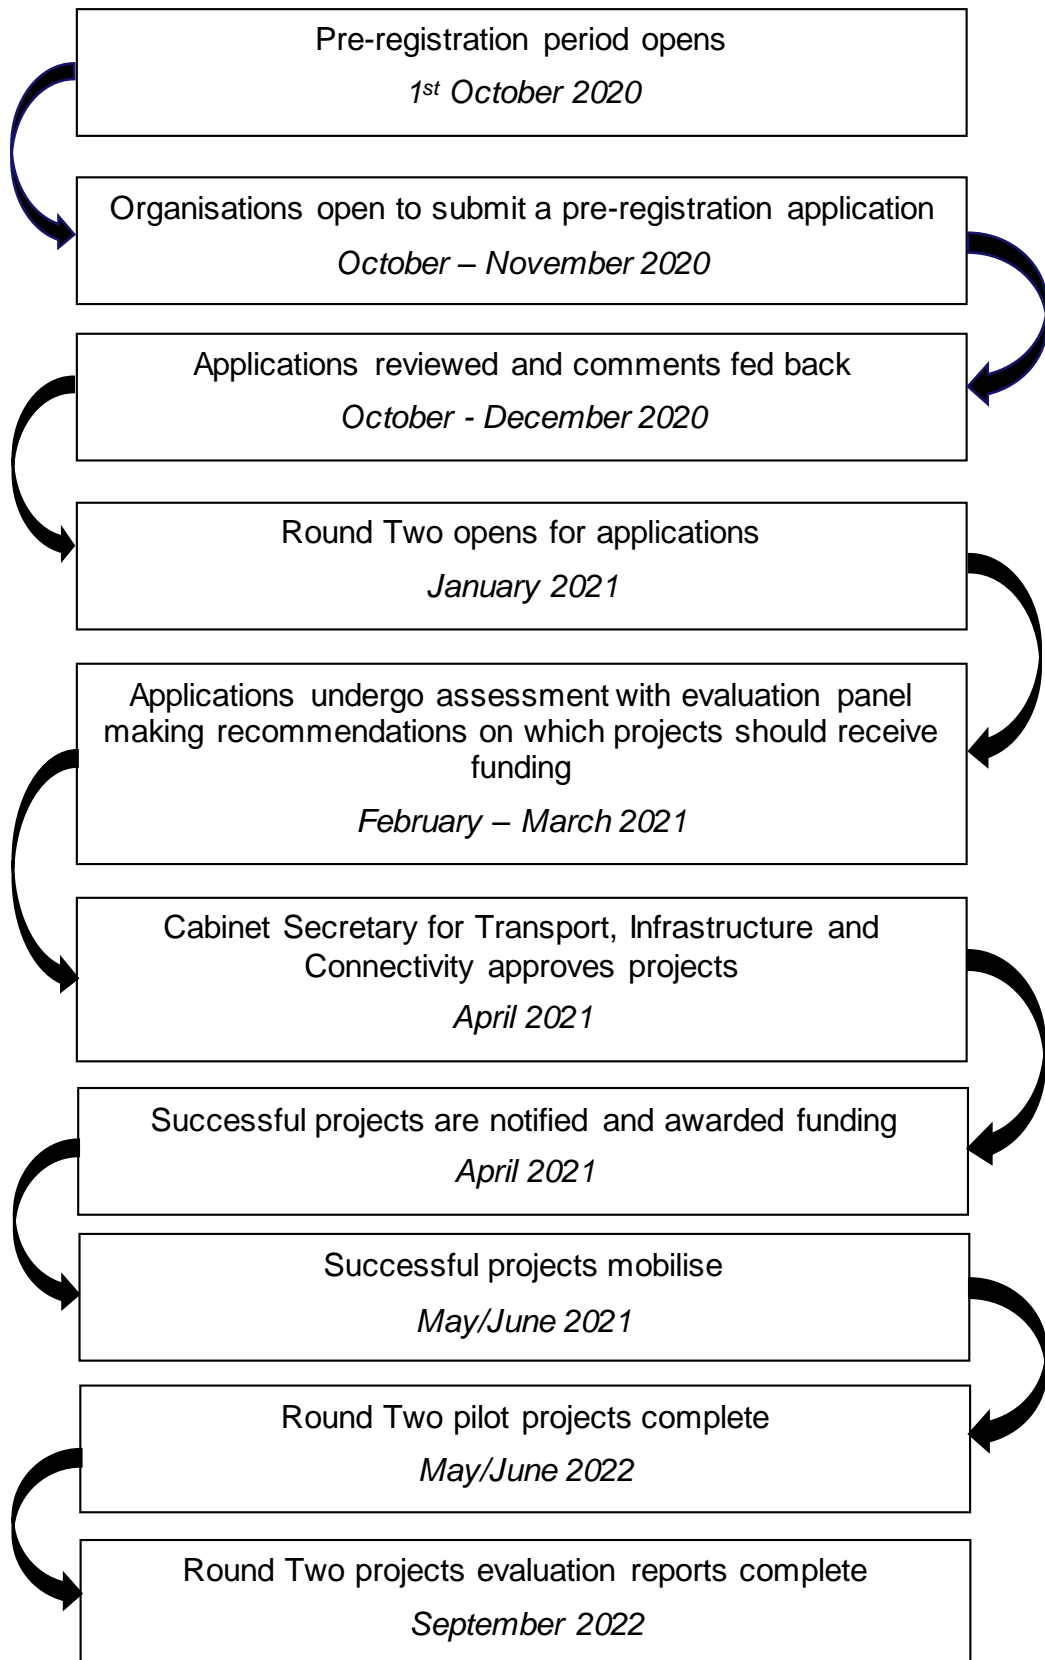 Pre-registration period opens
1st October 2020
Organisations open to submit a pre-registration application
October – November 2020
Applications reviewed and comments fed back
October - December 2020
Round Two opens for applications
January 2021
Applications undergo assessment with evaluation panel
making recommendations on which projects should receive
funding
February – March 2021
Cabinet Secretary for Transport, Infrastructure and
Connectivity approves projects
April 2021
Successful projects are notified and awarded funding
April 2021
Successful projects mobilise
May/June 2021
Round Two pilot projects complete
May/June 2022
Round Two projects evaluation reports complete
September 2022